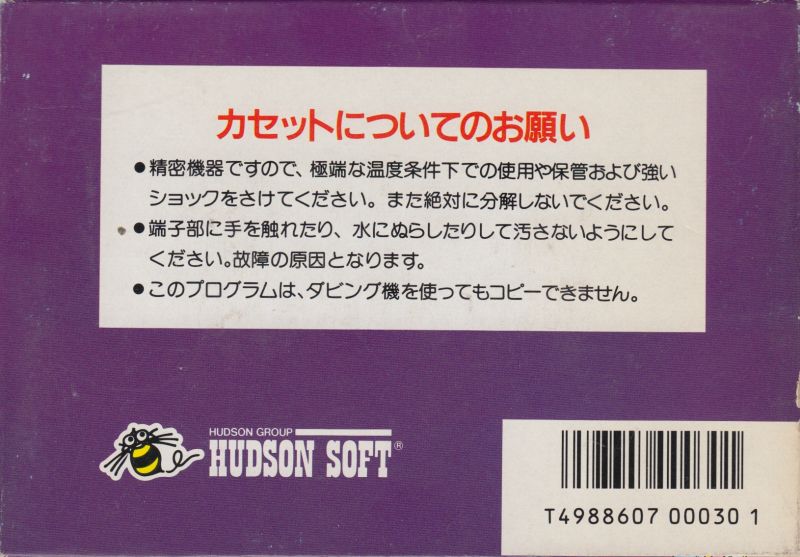 カセットについてのお願い
●精密機器ですので、極端な温度条件下での使用や保管および強い
ショックをさけてください。また絶対に分解しないでください。
●端子部に手を触れたり、水にぬらしたりして汚さないようにして
ください。故障の原因となります。
●このプログラムは、ダビング機を使ってもコピーできません。
HUDSON GROUP
HUDSON SOFT®
T4988607 00030 1